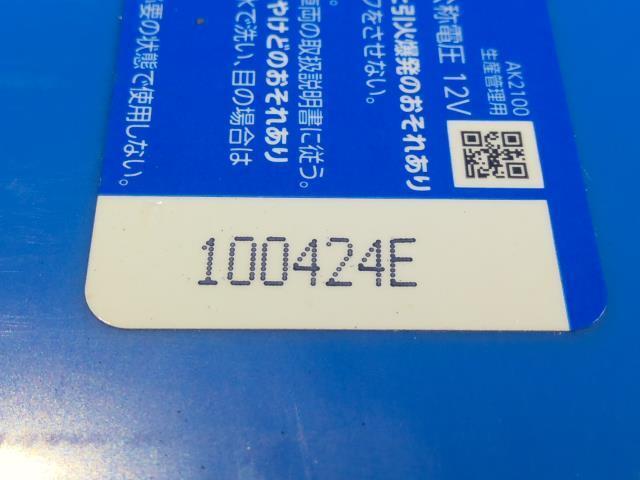 AK2100
生産管理用
称電圧 12V
:引火爆発のおそれあり
をさせない。
車両の取扱説明書に従う。
やけどのおそれあり
で洗い、目の場合は
必要の状態で使用しない。
100424E